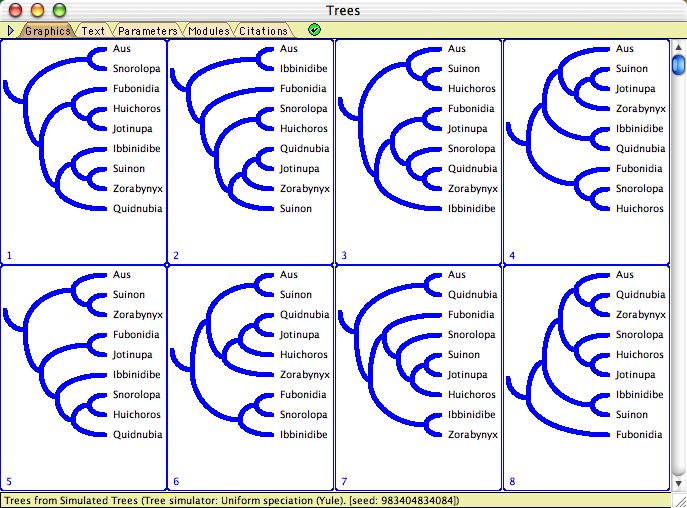 Trees
Graphics Text Parameters Modules Citations
Aus
Snorolopa
Fubonidia
Huichoros
Jotinupa
Ibbinidibe
Suinon
Zorabynyx
Quidnubia
1
Aus
Ibbinidibe
Fubonidia
Snorolopa
Huichoros
Quidnubia
Jotinupa
Zorabynyx
Suinon
2
Aus
Suinon
Huichoros
Fubonidia
Jotinupa
Snorolopa
Quidnubia
Zorabynyx
Ibbinidibe
3
Aus
Suinon
Jotinupa
Zorabynyx
Ibbinidibe
Quidnubia
Fubonidia
Snorolopa
Huichoros
4
Aus
Suinon
Zorabynyx
Fubonidia
Jotinupa
Ibbinidibe
Snorolopa
Huichoros
Quidnubia
5
Aus
Suinon
Quidnubia
Jotinupa
Huichoros
Zorabynyx
Fubonidia
Snorolopa
Ibbinidibe
6
Aus
Quidnubia
Fubonidia
Snorolopa
Suinon
Jotinupa
Huichoros
Ibbinidibe
Zorabynyx
7
Aus
Quidnubia
Zorabynyx
Snorolopa
Huichoros
Jotinupa
Ibbinidibe
Suinon
Fubonidia
8
Trees from Simulated Trees (Tree simulator: Uniform speciation (Yule). [seed: 983404834084])